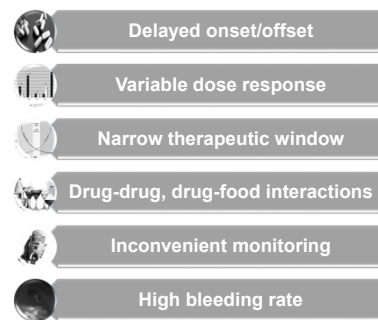 Delayed onset/offset
Variable dose response
Narrow therapeutic window
Drug-drug, drug-food interactions
Inconvenient monitoring
High bleeding rate